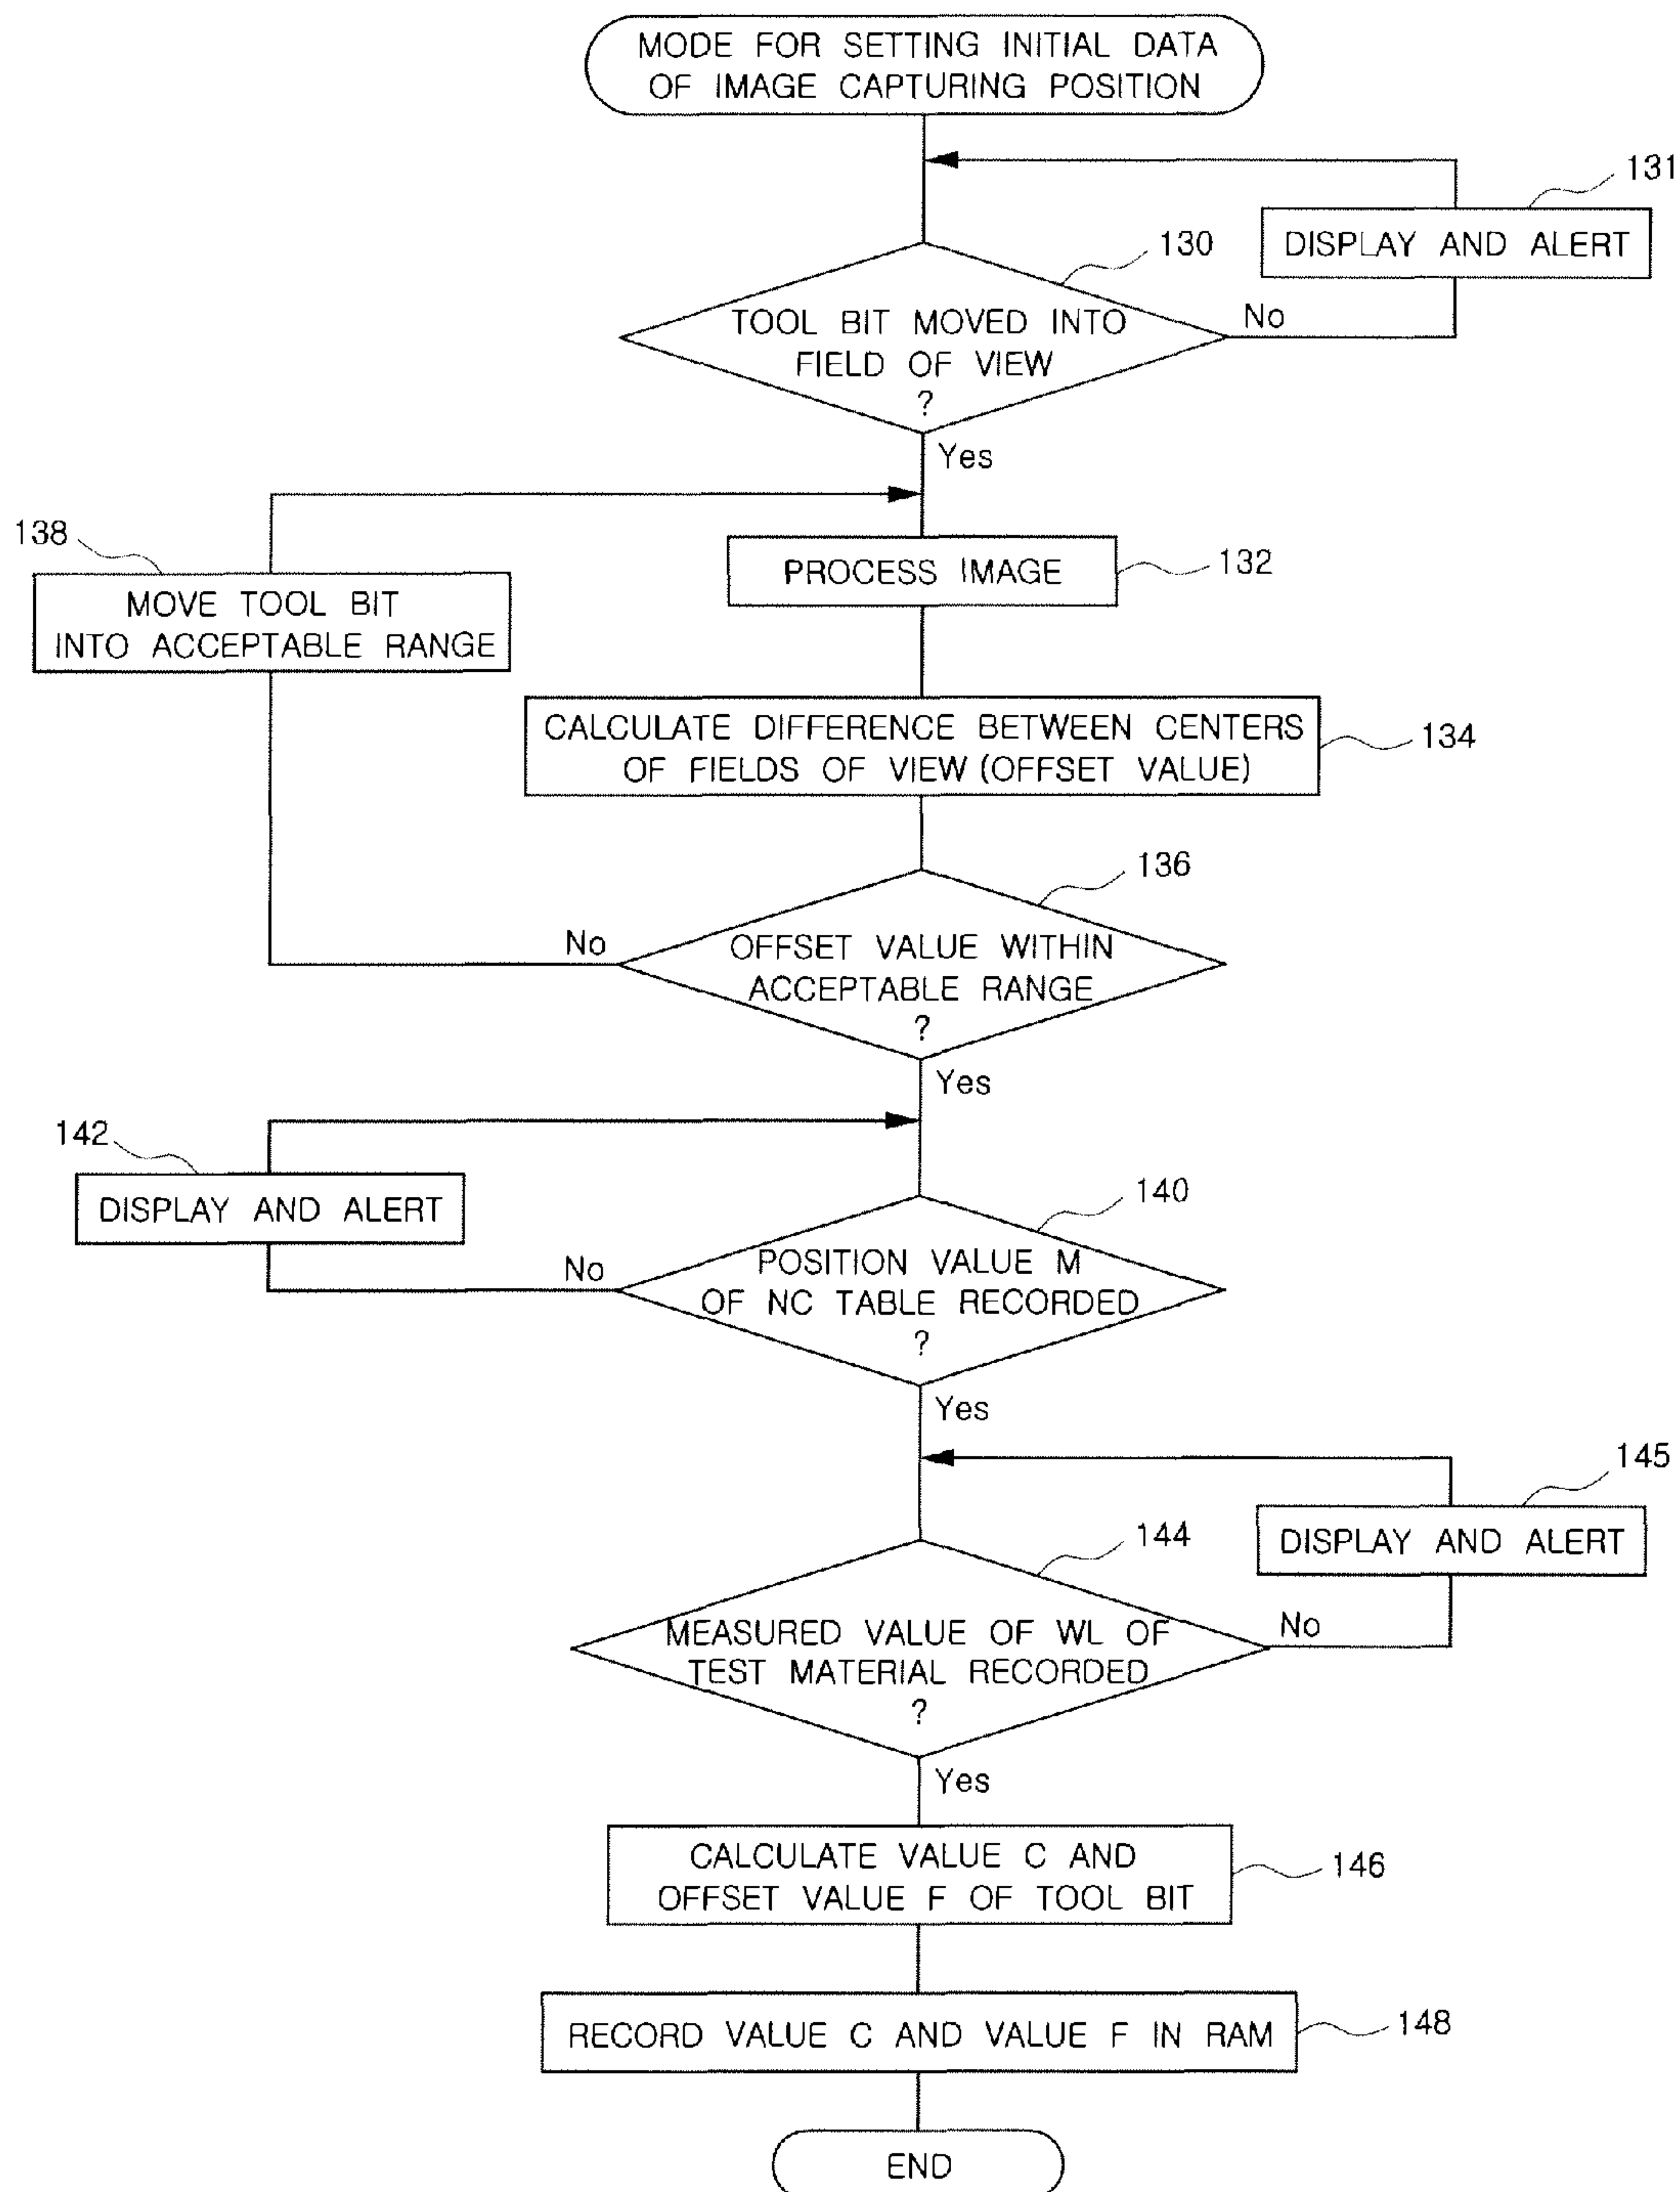 MODE FOR SETTING INITIAL DATA
OF IMAGE CAPTURING POSITION
131
DISPLAY AND ALERT
130
TOOL BIT MOVED INTO
FIELD OF VIEW
?
No
Yes
138
MOVE TOOL BIT
INTO ACCEPTABLE RANGE
PROCESS IMAGE
132
CALCULATE DIFFERENCE BETWEEN CENTERS
OF FIELDS OF VIEW (OFFSET VALUE)
134
136
No
OFFSET VALUE WITHIN
ACCEPTABLE RANGE
?
Yes
142
DISPLAY AND ALERT
140
No
POSITION VALUE M
OF NC TABLE RECORDED
?
Yes
145
DISPLAY AND ALERT
144
MEASURED VALUE OF WL OF
TEST MATERIAL RECORDED
?
No
Yes
CALCULATE VALUE C AND
OFFSET VALUE F OF TOOL BIT
146
RECORD VALUE C AND VALUE F IN RAM
148
END